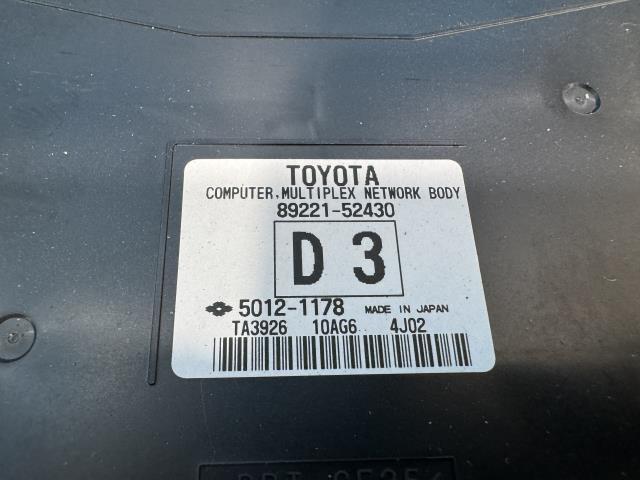 TOYOTA
COMPUTER, MULTIPLEX NETWORK BODY
89221-52430
D 3
5012-1178 MADE IN JAPAN
TA3926 10AG6 4J02